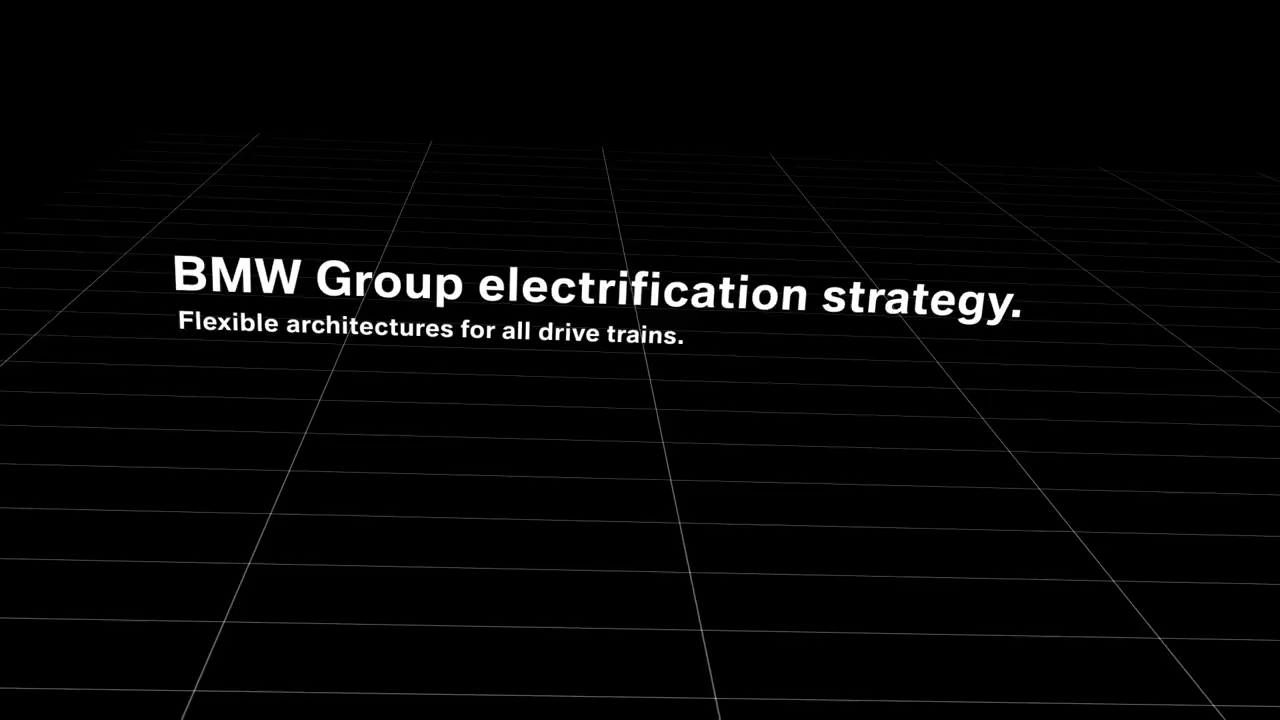 BMW Group electrification strategy.
Flexible architectures for all drive trains.